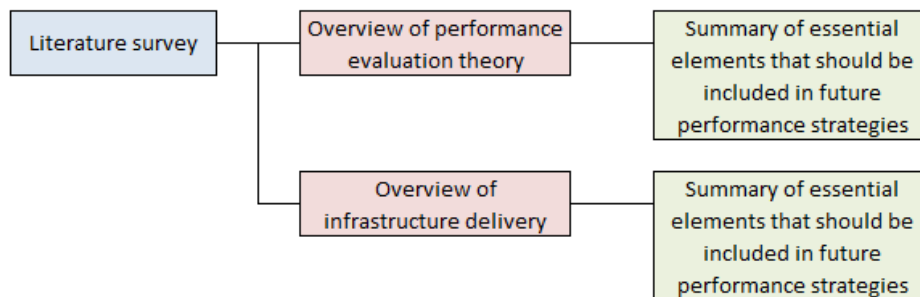 Literature survey
Overview of performance
evaluation theory
Summary of essential
elements that should be
included in future
performance strategies
Overview of
infrastructure delivery
Summary of essential
elements that should be
included in future
performance strategies